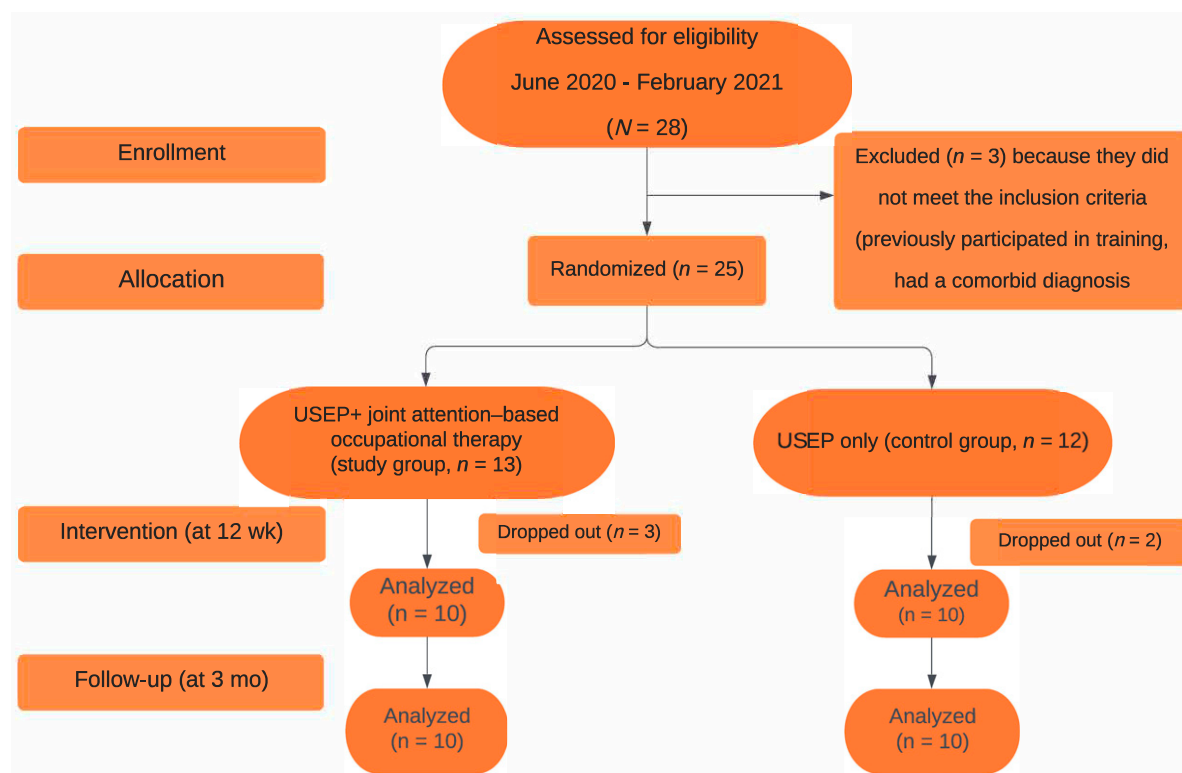 Assessed for eligibility
June 2020 - February 2021
(N = 28)
Enrollment
Excluded (n = 3) because they did
not meet the inclusion criteria
(previously participated in training,
had a comorbid diagnosis
Allocation
Randomized (n = 25)
USEP+ joint attention–based
occupational therapy
(study group, n = 13)
USEP only (control group, n = 12)
Intervention (at 12 wk)
Dropped out (n = 3)
Dropped out (n = 2)
Analyzed
(n = 10)
Analyzed
(n = 10)
Follow-up (at 3 mo)
Analyzed
(n = 10)
Analyzed
(n = 10)